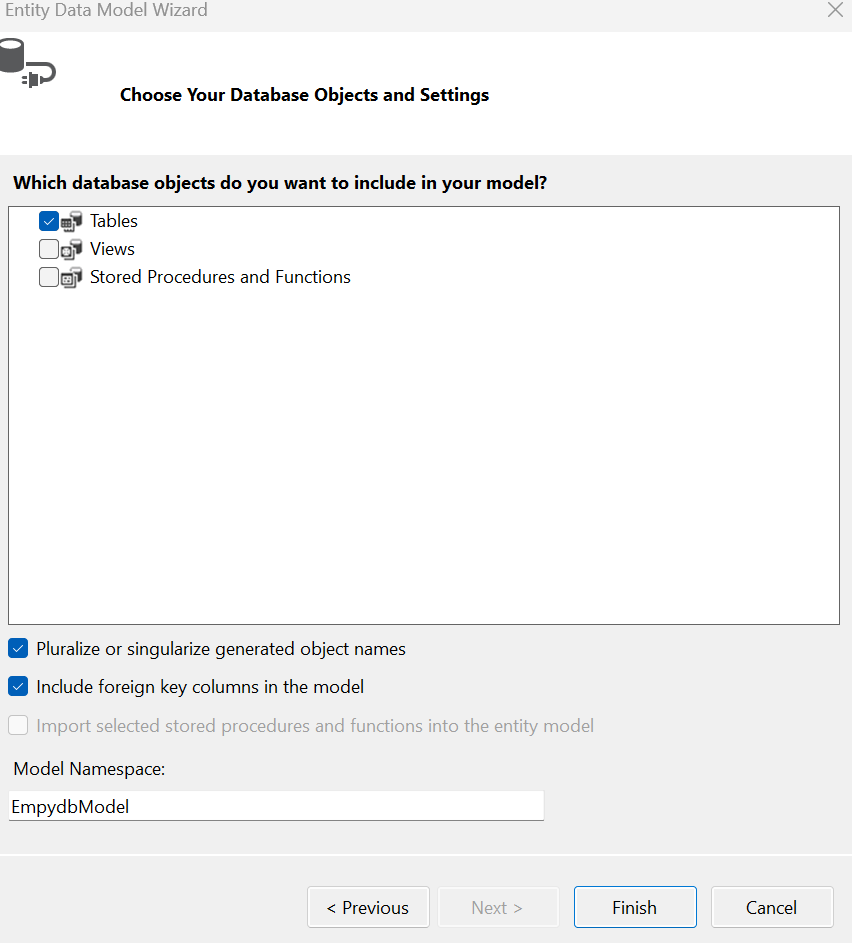 Entity Data Model Wizard
Choose Your Database Objects and Settings
Which database objects do you want to include in your model?
Tables
Views
Stored Procedures and Functions
Pluralize or singularize generated object names
Include foreign key columns in the model
Import selected stored procedures and functions into the entity model
Model Namespace:
EmpydbModel
< Previous
Next >
Finish
Cancel